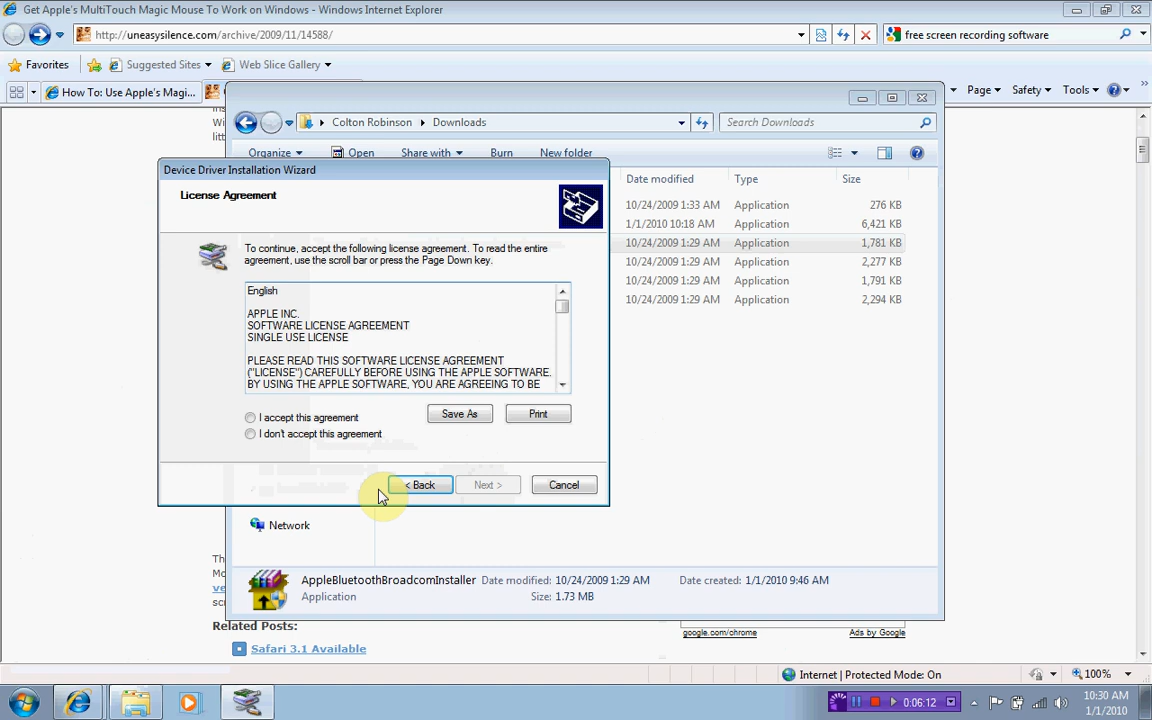 Get Apple's MultiTouch Magic Mouse To Work on Windows - Windows Internet Explorer
http://uneasysilence.com/archive/2009/11/14588/
free screen recording software
Favorites
Suggested Sites
Web Slice Gallery
How To: Use Apple's Magi...
Page
Safety
Tools
Colton Robinson
Downloads
Search Downloads
Organize
Open
Share with
Burn
New folder
Date modified Type Size
10/24/2009 1:33 AM Application 276 KB
1/1/2010 10:18 AM Application 6,421 KB
10/24/2009 1:29 AM Application 1,781 KB
10/24/2009 1:29 AM Application 2,277 KB
10/24/2009 1:29 AM Application 1,791 KB
10/24/2009 1:29 AM Application 2,294 KB
Device Driver Installation Wizard
License Agreement
To continue, accept the following license agreement. To read the entire
agreement, use the scroll bar or press the Page Down key.
English
APPLE INC.
SOFTWARE LICENSE AGREEMENT
SINGLE USE LICENSE
PLEASE READ THIS SOFTWARE LICENSE AGREEMENT
("LICENSE") CAREFULLY BEFORE USING THE APPLE SOFTWARE.
BY USING THE APPLE SOFTWARE, YOU ARE AGREEING TO BE
I accept this agreement
I don't accept this agreement
Save As
Print
< Back
Next >
Cancel
Network
AppleBluetoothBroadcomInstaller Date modified: 10/24/2009 1:29 AM Date created: 1/1/2010 9:46 AM
Application Size: 1.73 MB
Related Posts:
Safari 3.1 Available
google.com/chrome
Ads by Google
Internet | Protected Mode: On
100%
0:06:12
10:30 AM
1/1/2010